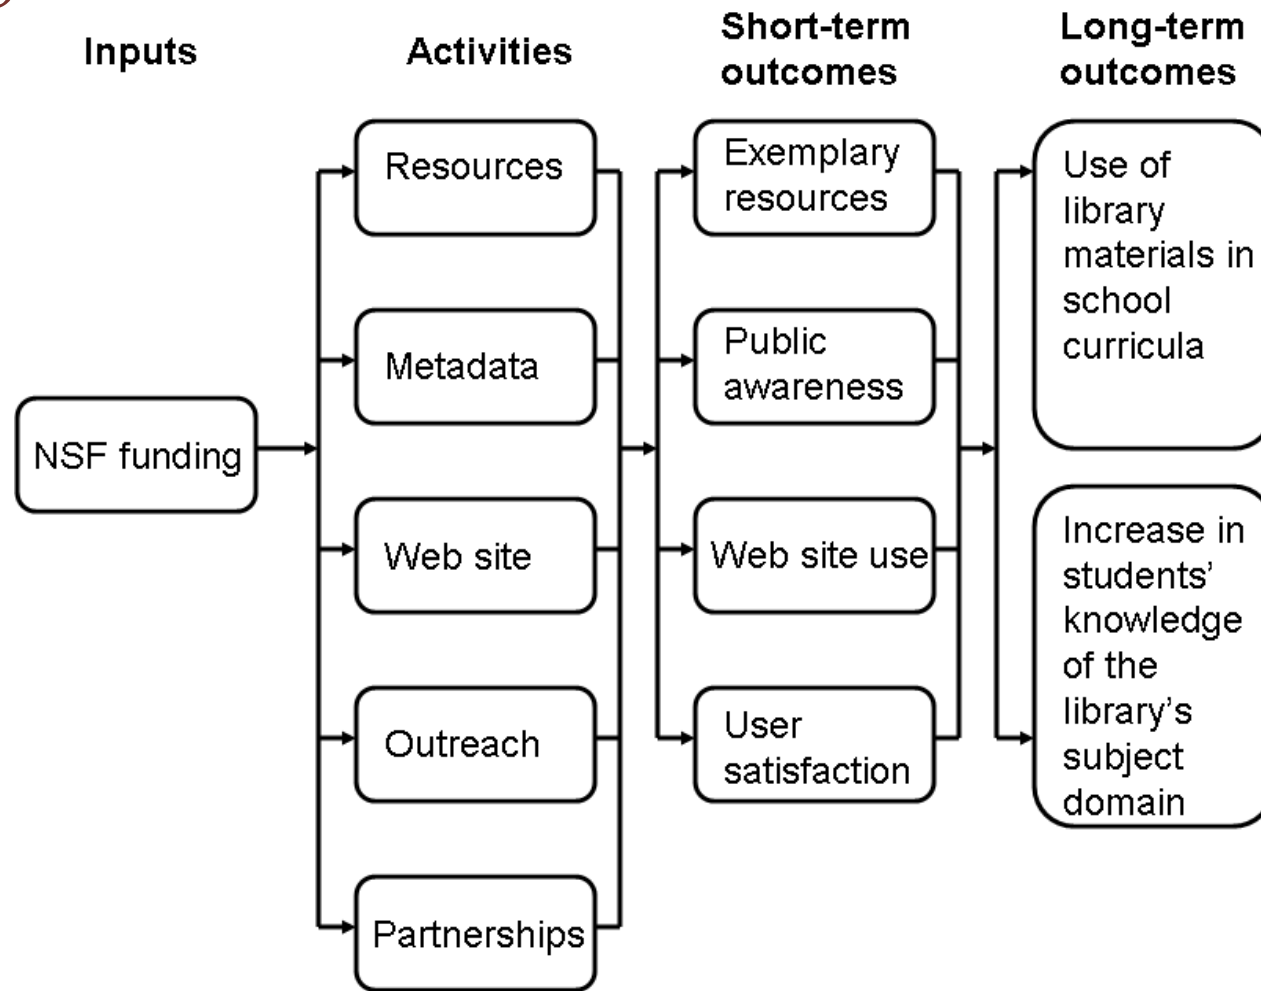 Inputs
Activities
Short-term
outcomes
Long-term
outcomes
NSF funding
Resources
Metadata
Web site
Outreach
Partnerships
Exemplary
resources
Public
awareness
Web site use
User
satisfaction
Use of
library
materials in
school
curricula
Increase in
students’
knowledge
of the
library’s
subject
domain